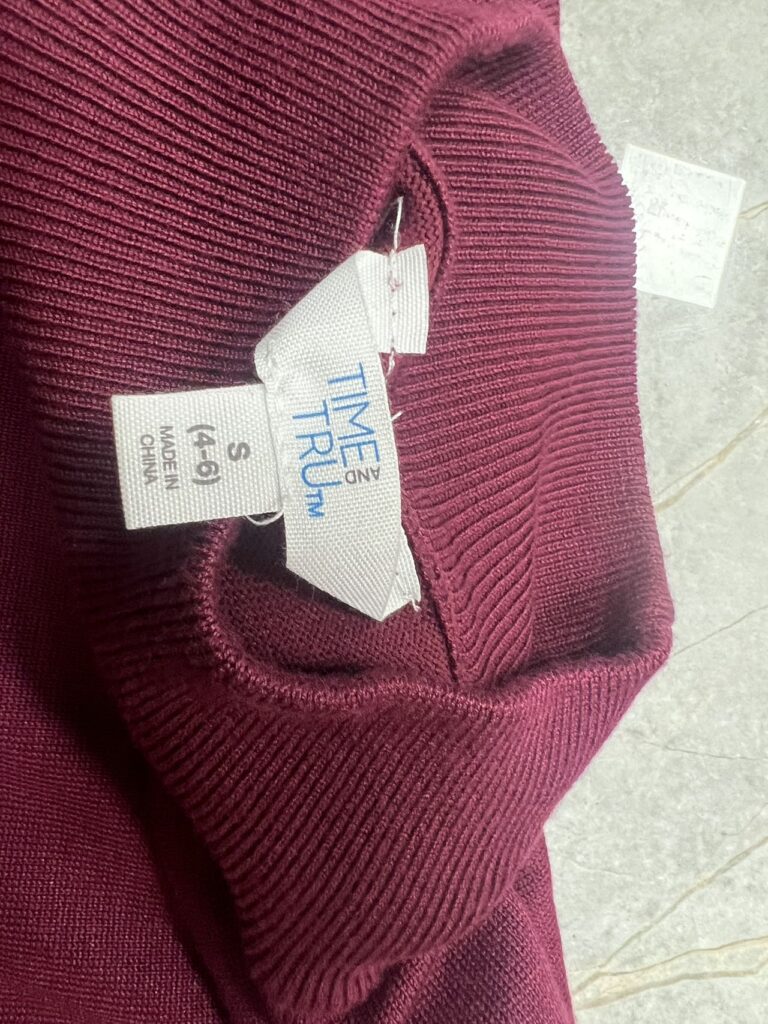 TIME
AND
TRU™
S
(4-6)
MADE IN
CHINA